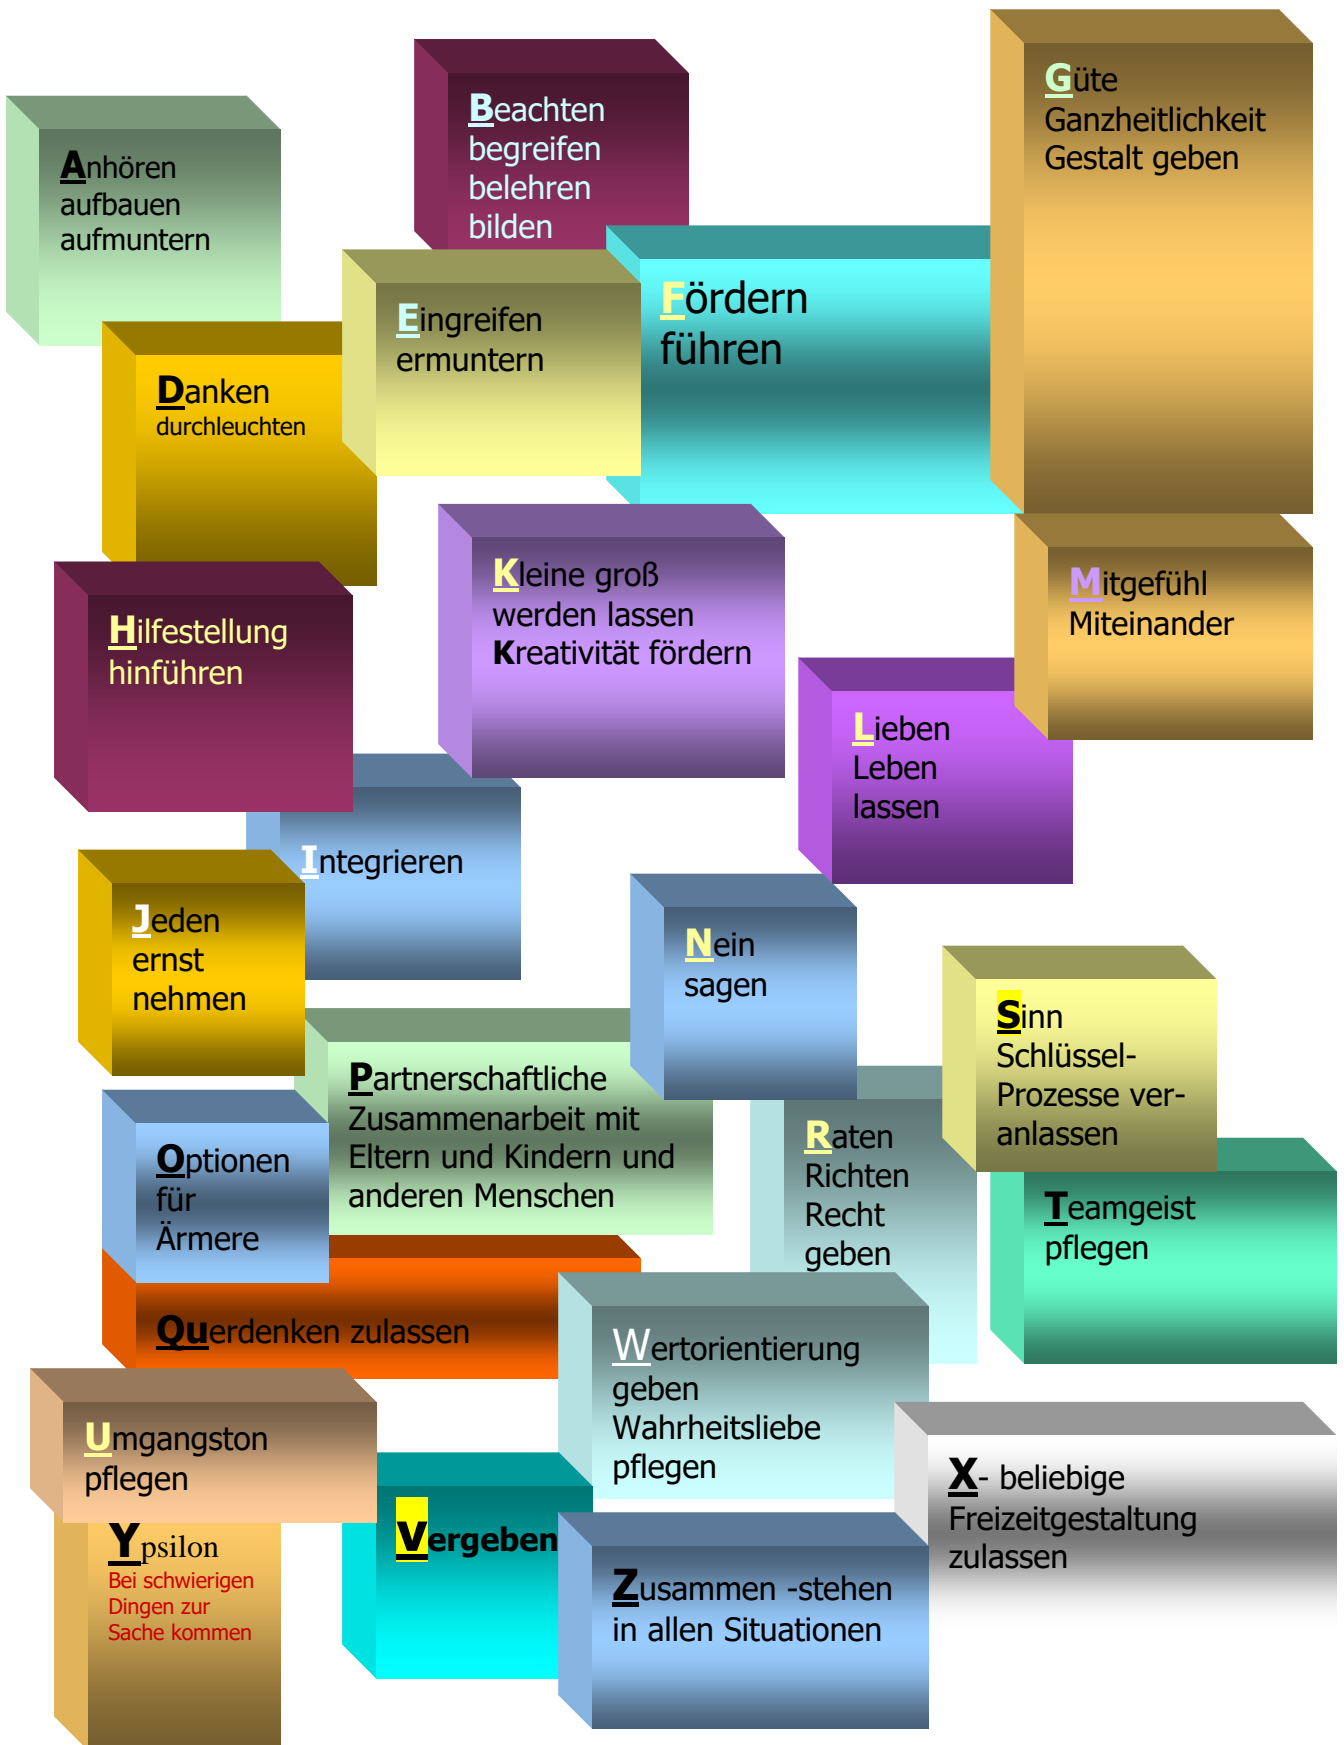 Anhören
aufbauen
aufmuntern
Beachten
begreifen
belehren
bilden
Güte
Ganzheitlichkeit
Gestalt geben
Danken
durchleuchten
Eingreifen
ermuntern
Fördern
führen
Hilfestellung
hinführen
Kleine groß
werden lassen
Kreativität fördern
Mitgefühl
Miteinander
Lieben
Leben
lassen
Integrieren
Jeden
ernst
nehmen
Nein
sagen
Sinn
Schlüssel-
Prozesse ver-
anlassen
Partnerschaftliche
Zusammenarbeit mit
Eltern und Kindern und
anderen Menschen
Optionen
für
Ärmere
Raten
Richten
Recht
geben
Teamgeist
pflegen
Querdenken zulassen
Wertorientierung
geben
Wahrheitsliebe
pflegen
Umgangston
pflegen
X- beliebige
Freizeitgestaltung
zulassen
Ypsilon
Bei schwierigen
Dingen zur
Sache kommen
Vergeben
Zusammen -stehen
in allen Situationen